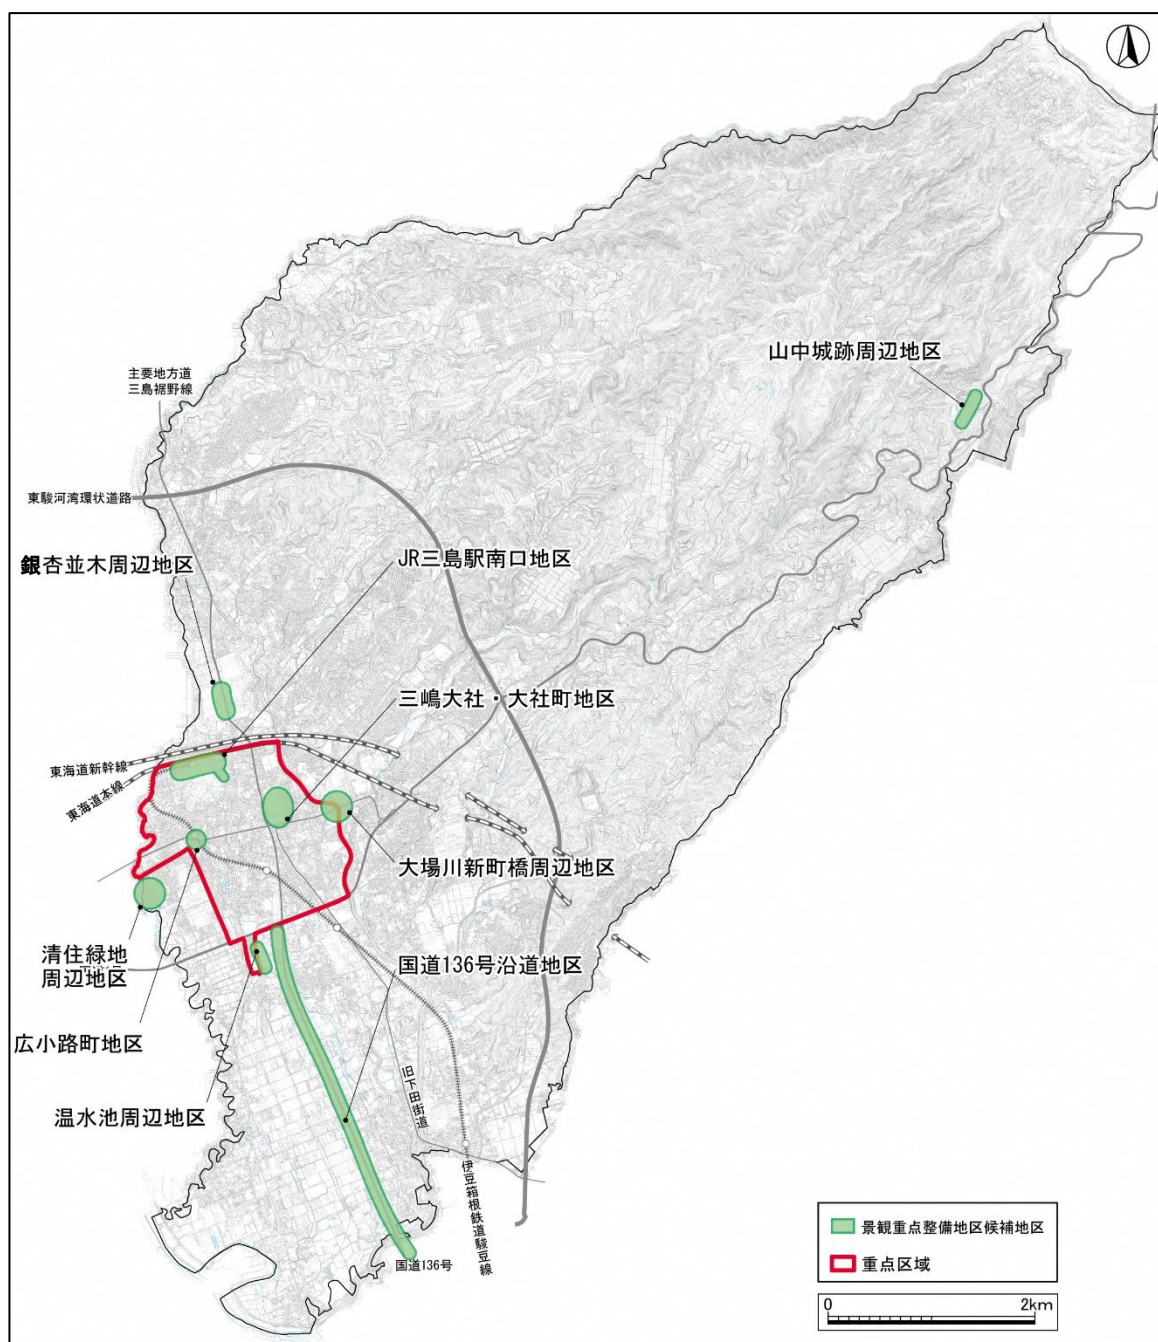 山中城跡周辺地区
主要地方道
三島裾野線
東駿河湾環状道路
銀杏並木周辺地区
JR三島駅南口地区
三嶋大社・大社町地区
東海道新幹線
東海道本線
大場川新町橋周辺地区
清住緑地
周辺地区
国道136号沿道地区
広小路町地区
温水池周辺地区
旧下田街道
伊豆箱根鉄道駿豆線
国道136号
景観重点整備地区候補地区
重点区域
0 2km